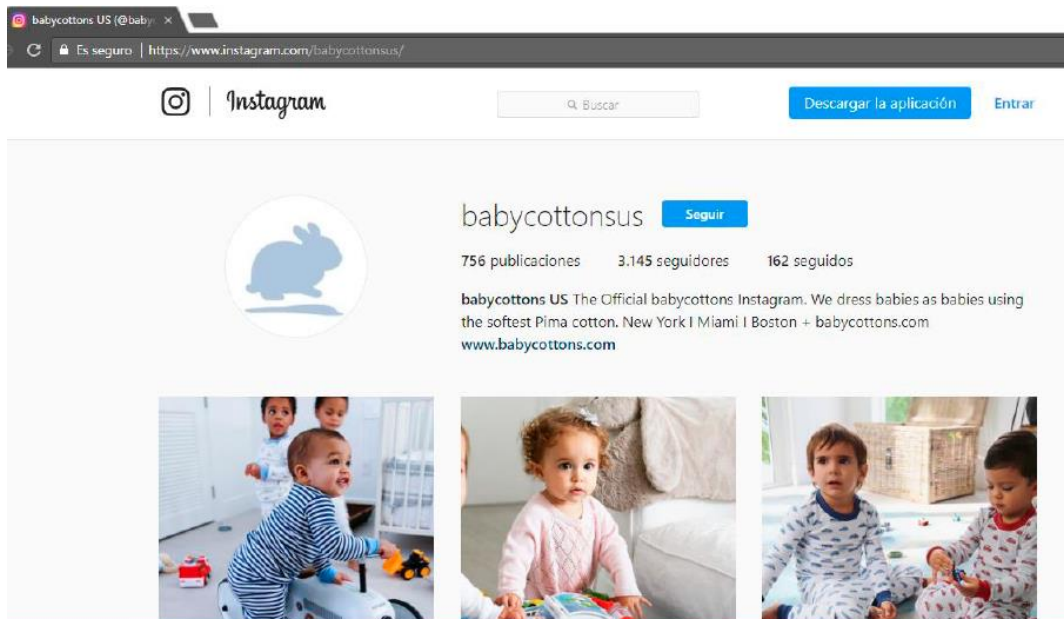 babycottons US (@baby
Es seguro | https://www.instagram.com/babycottonsus/
Instagram
Buscar
Descargar la aplicación
Entrar
babycottonsus
Seguir
756 publicaciones 3.145 seguidores 162 seguidos
babycottons US The Official babycottons Instagram. We dress babies as babies using
the softest Pima cotton. New York I Miami I Boston + babycottons.com
www.babycottons.com